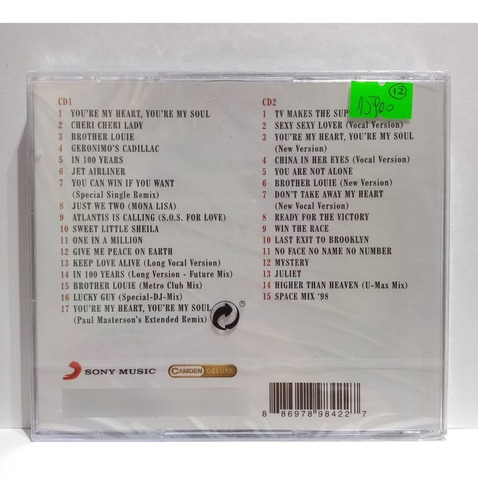 CD1
1 YOU'RE MY HEART, YOU'RE MY SOUL
2 CHERI CHERI LADY
3 BROTHER LOUIE
4 GERONIMO'S CADILLAC
5 IN 100 YEARS
6 JET AIRLINER
7 YOU CAN WIN IF YOU WANT
(Special Single Remix)
8 JUST WE TWO (MONA LISA)
9 ATLANTIS IS CALLING (S.O.S. FOR LOVE)
10 SWEET LITTLE SHEILA
11 ONE IN A MILLION
12 GIVE ME PEACE ON EARTH
13 KEEP LOVE ALIVE (Long Vocal Version)
14 IN 100 YEARS (Long Version - Future Mix)
15 BROTHER LOUIE (Metro Club Mix)
16 LUCKY GUY (Special-DJ-Mix)
17 YOU'RE MY HEART, YOU'RE MY SOUL
(Paul Masterson's Extended Remix)
CD2
1 TV MAKES THE SUP
2 SEXY SEXY LOVER (Vocal Version)
3 YOU'RE MY HEART, YOU'RE MY SOUL
(New Version)
4 CHINA IN HER EYES (Vocal Version)
5 YOU ARE NOT ALONE
6 BROTHER LOUIE (New Version)
7 DON'T TAKE AWAY MY HEART
(New Vocal Version)
8 READY FOR THE VICTORY
9 WIN THE RACE
10 LAST EXIT TO BROOKLYN
11 NO FACE NO NAME NO NUMBER
12 MYSTERY
13 JULIET
14 HIGHER THAN HEAVEN (U-Max Mix)
15 SPACE MIX '98
12
SONY MUSIC
CAMDEN DELUXE
8 86978 98422 7